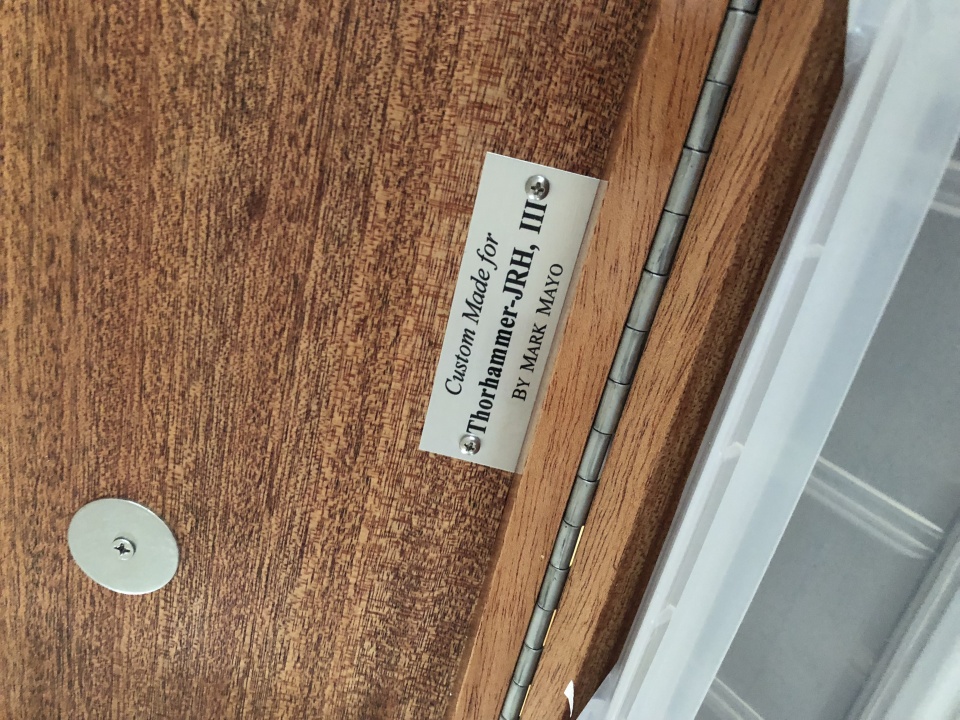 Custom Made for
Thorhammer-JRH, III
BY MARK MAYO